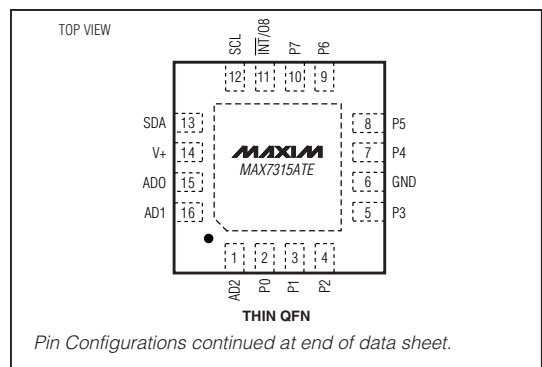 TOP VIEW
SCL
INT/O8
P7
P6
12
11
10
9
SDA 13
8 P5
V+ 14
MAXIM
7 P4
MAX7315ATE
AD0 15
6 GND
AD1 16
5 P3
1
2
3
4
AD2
P0
P1
P2
THIN QFN
Pin Configurations continued at end of data sheet.